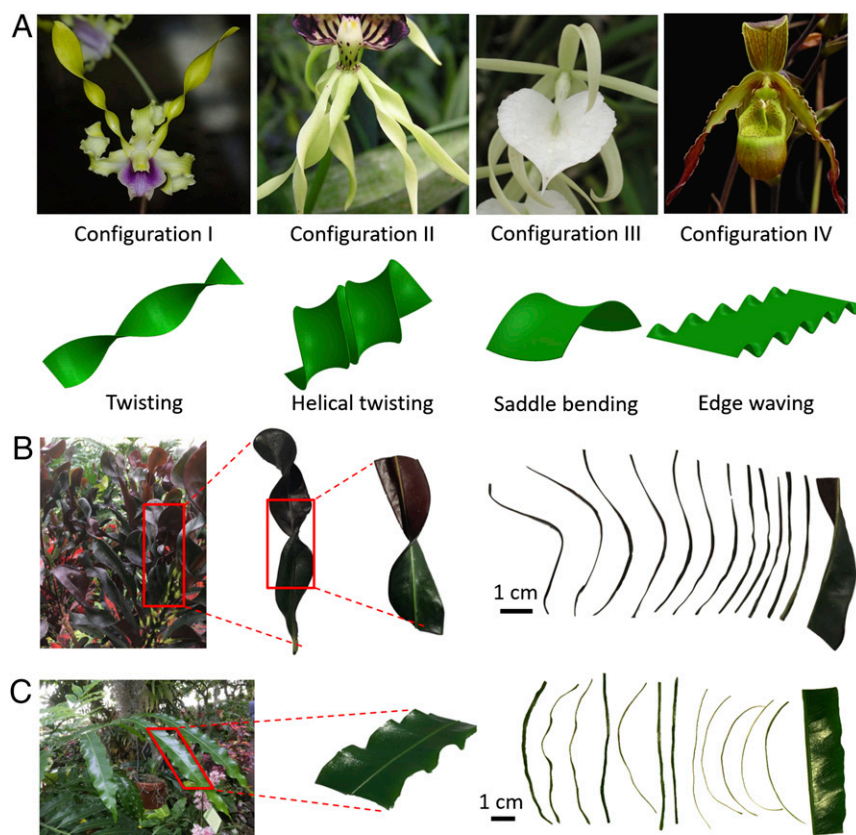 A
Configuration I
Configuration II
Configuration III
Configuration IV
Twisting
Helical twisting
Saddle bending
Edge waving
B
1 cm
C
1 cm